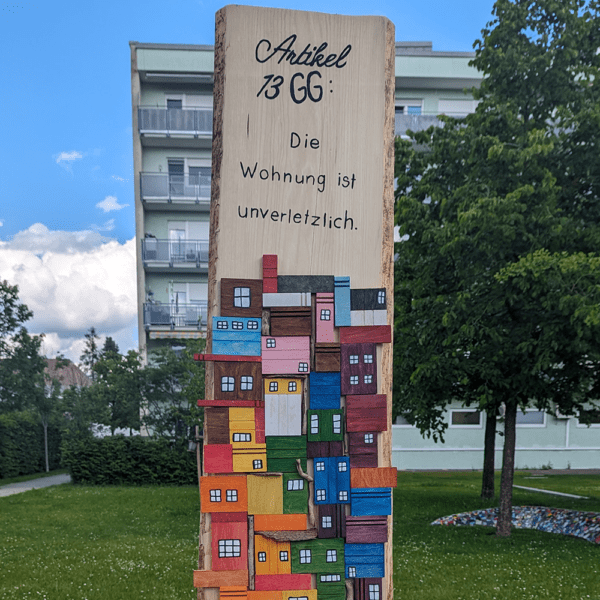 Artikel
13 GG:
Die
Wohnung ist
unverletzlich.